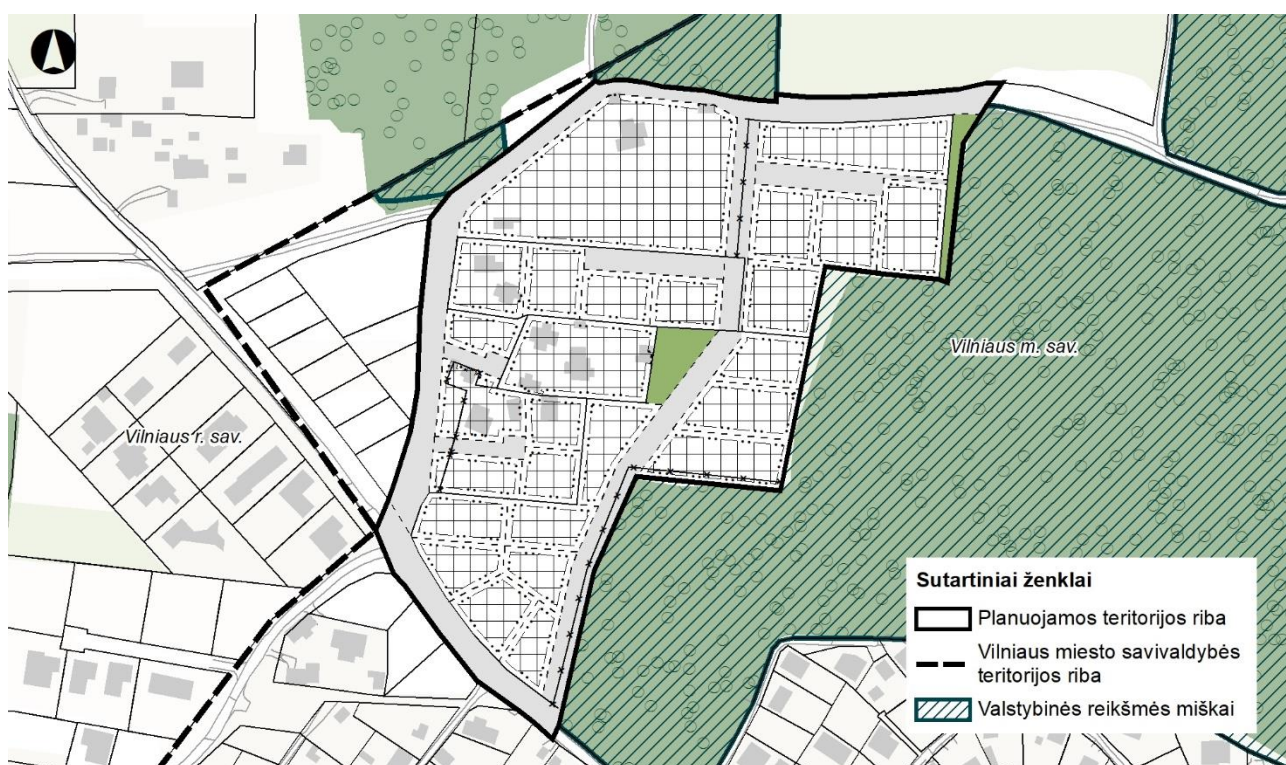 Vilniaus m. sav.
Vilniaus r. sav.
Sutartiniai ženklai
Planuojamos teritorijos riba
Vilniaus miesto savivaldybės
teritorijos riba
Valstybinės reikšmės miškai